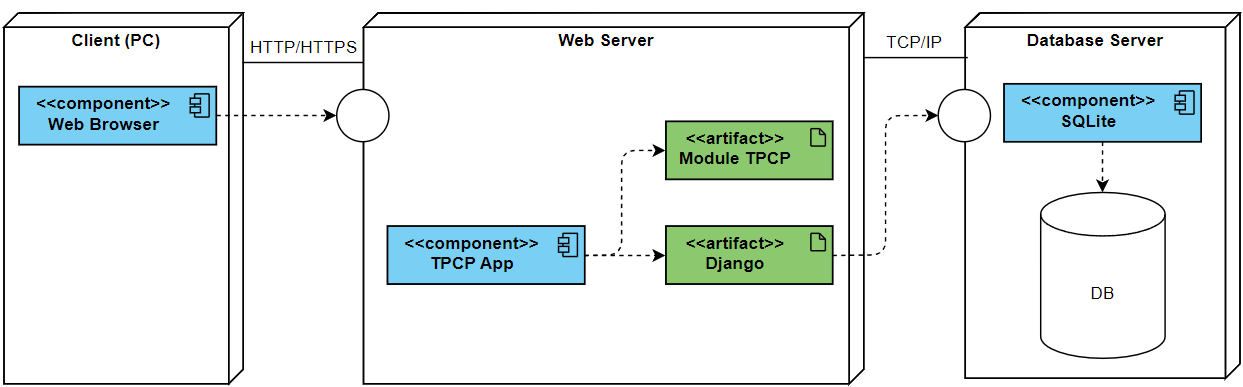 Client (PC)
<<component>>
Web Browser
HTTP/HTTPS
Web Server
<<artifact>>
Module TPCP
<<component>>
TPCP App
<<artifact>>
Django
TCP/IP
Database Server
<<component>>
SQLite
DB